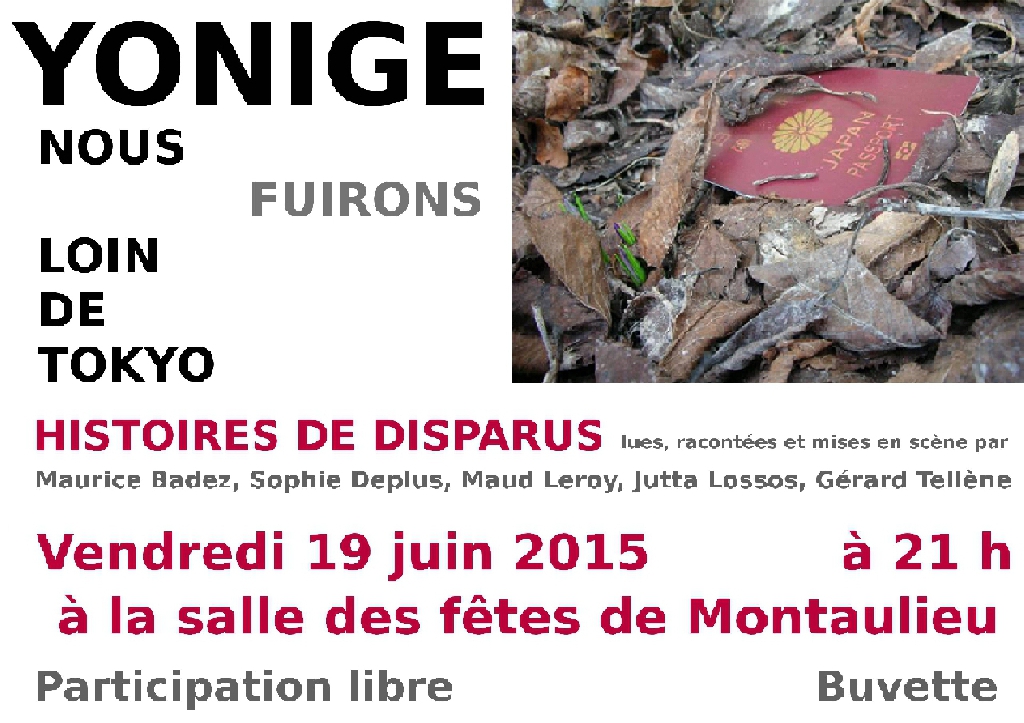 YONIGE
NOUS
FUIRONS
LOIN
DE
TOKYO
JAPAN
PASSPORT
HISTOIRES DE DISPARUS lues, racontées et mises en scène par
Maurice Badez, Sophie Deplus, Maud Leroy, Jutta Lossos, Gérard Tellène
Vendredi 19 juin 2015 à 21 h
à la salle des fêtes de Montaulieu
Participation libre Buvette